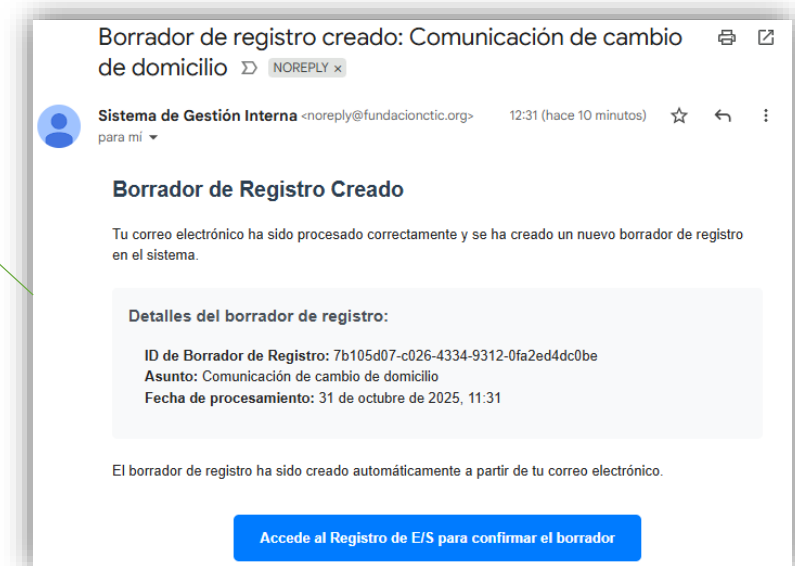 Borrador de registro creado: Comunicación de cambio
de domicilio NOREPLY ×
Sistema de Gestión Interna <noreply@fundacionctic.org> 12:31 (hace 10 minutos)
para mí
Borrador de Registro Creado
Tu correo electrónico ha sido procesado correctamente y se ha creado un nuevo borrador de registro
en el sistema.
Detalles del borrador de registro:
ID de Borrador de Registro: 7b105d07-c026-4334-9312-0fa2ed4dc0be
Asunto: Comunicación de cambio de domicilio
Fecha de procesamiento: 31 de octubre de 2025, 11:31
El borrador de registro ha sido creado automáticamente a partir de tu correo electrónico.
Accede al Registro de E/S para confirmar el borrador